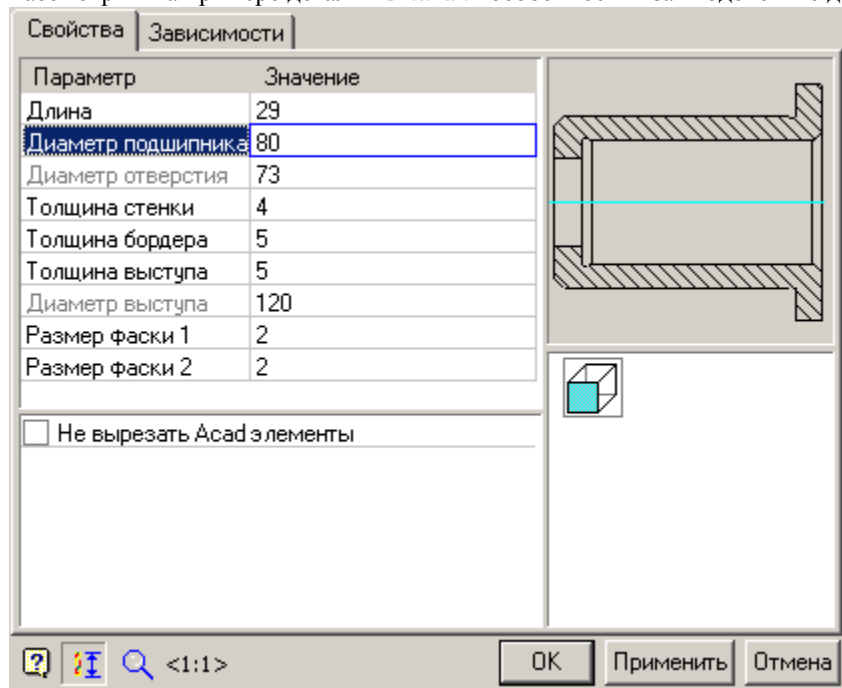 Свойства Зависимости
Параметр Значение
Длина 29
Диаметр подшипника 80
Диаметр отверстия 73
Толщина стенки 4
Толщина бордера 5
Толщина выступа 5
Диаметр выступа 120
Размер фаски 1 2
Размер фаски 2 2
Не вырезать Acad элементы
<1:1> OK Применить Отмена